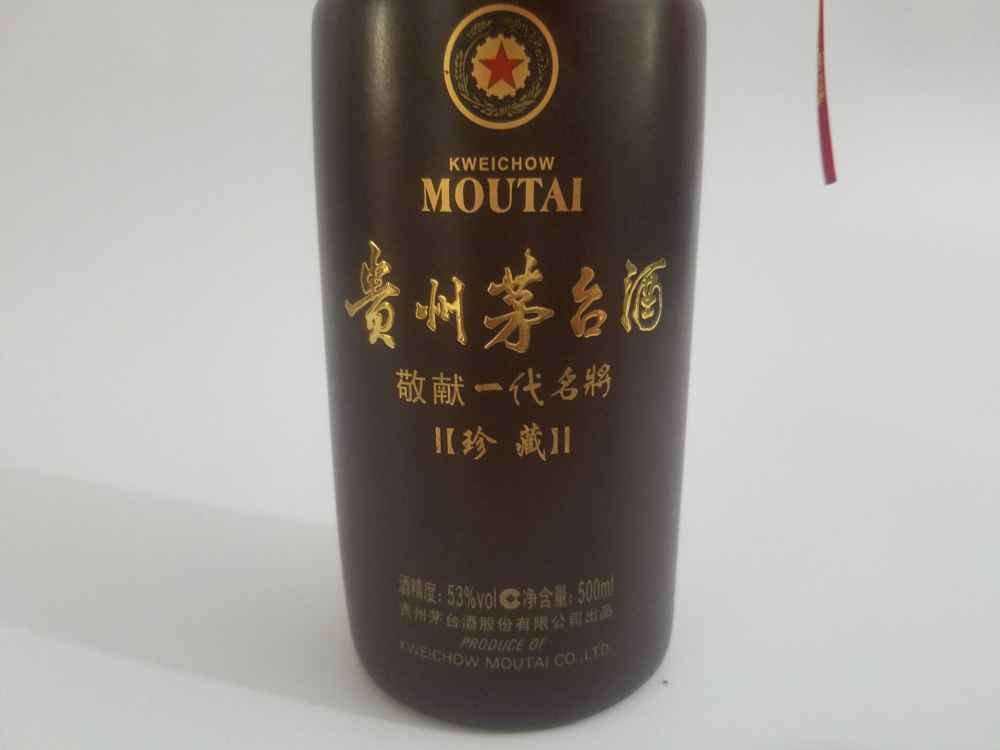 KWEICHOW
MOUTAI
貴州茅台酒
敬献一代名將
【珍藏】
酒精度：53%vol 净含量：500ml
贵州茅台酒股份有限公司出品
PRODUCE OF
KWEICHOW MOUTAI CO.,LTD.